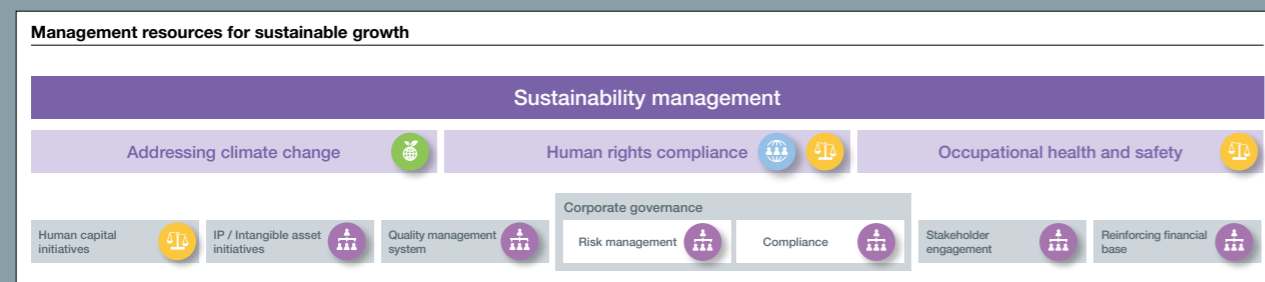 Management resources for sustainable growth
Sustainability management
Addressing climate change
Human rights compliance
Occupational health and safety
Human capital
initiatives
IP / Intangible asset
initiatives
Quality management
system
Corporate governance
Risk management
Compliance
Stakeholder
engagement
Reinforcing financial
base